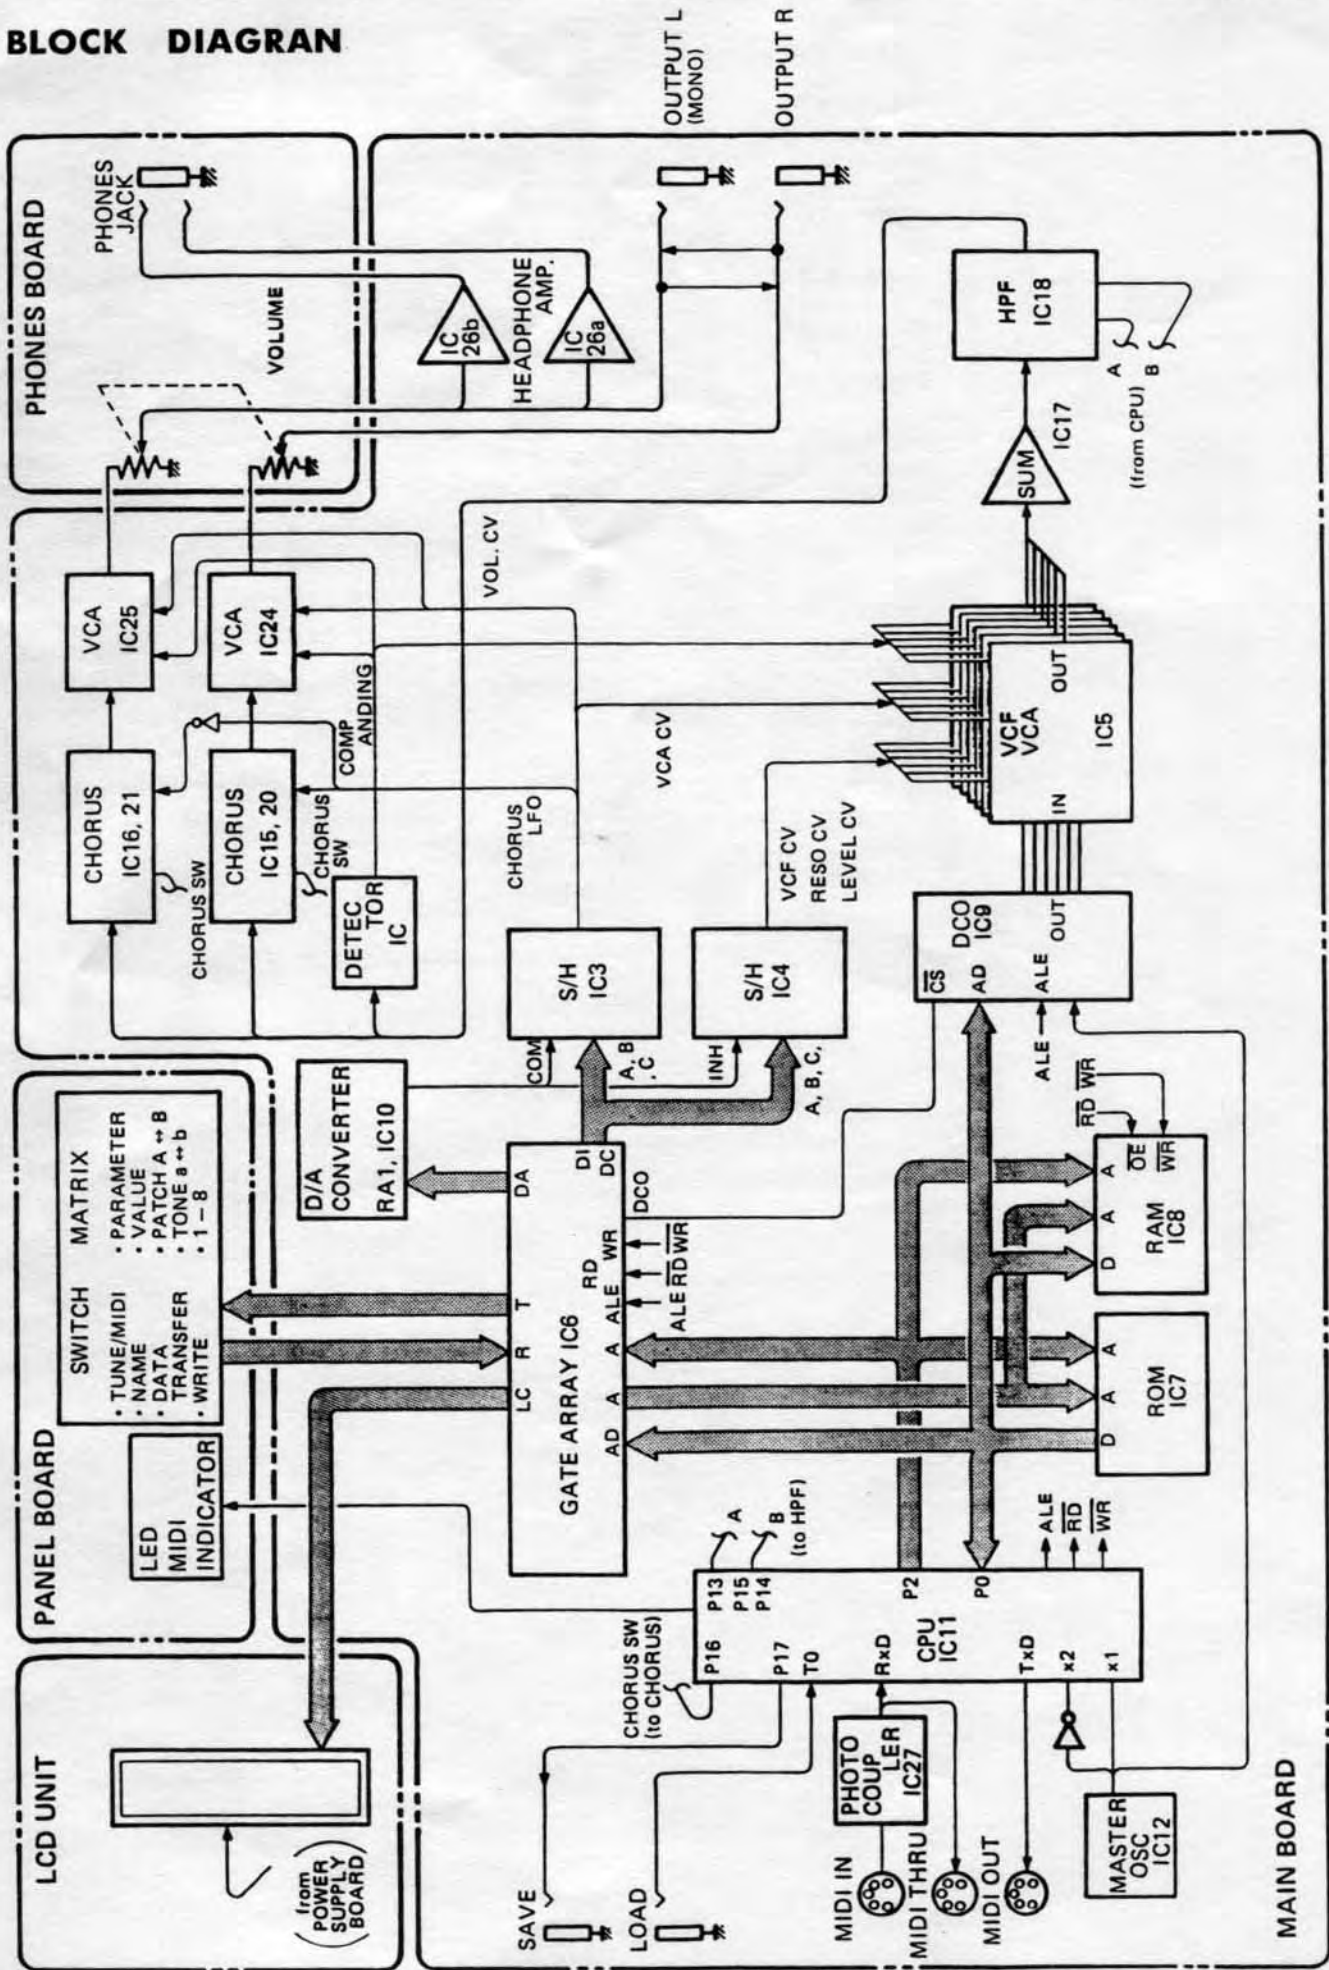 BLOCK DIAGRAN
LCD UNIT
(from
POWER
SUPPLY
BOARD)
PANEL BOARD
LED
MIDI
INDICATOR
SWITCH MATRIX
• TUNE/MIDI
• NAME
• DATA
TRANSFER
• WRITE
• PARAMETER
• VALUE
• PATCH A ↔ B
• TONE a ↔ b
• 1 – 8
PHONES BOARD
PHONES
JACK
VOLUME
CHORUS
IC16, 21
CHORUS SW
VCA
IC25
CHORUS
IC15, 20
CHORUS
SW
VCA
IC24
DETEC
TOR
IC
COMP
ANDING
VOL. CV
IC
26b
HEADPHONE
AMP.
IC
26a
OUTPUT L
(MONO)
OUTPUT R
D/A
CONVERTER
RA1, IC10
GATE ARRAY IC6
LC
R
T
DA
DI
DC
AD
A
A
ALE
RD
WR
DCO
ALE
RD
WR
COM
S/H
IC3
A, B
, C
INH
S/H
IC4
A, B, C,
CHORUS
LFO
VCA CV
VCF CV
RESO CV
LEVEL CV
SAVE
LOAD
CHORUS SW
(to CHORUS)
P16
P13
P15
P14
A
B
(to HPF)
P17
T0
RxD
P2
CPU
IC11
P0
TxD
x2
x1
ALE
RD
WR
PHOTO
COUP
LER
IC27
MIDI IN
MIDI THRU
MIDI OUT
MASTER
OSC
IC12
ROM
IC7
D
A
A
RAM
IC8
D
A
A
OE
WR
RD
WR
DCO
IC9
CS
AD
ALE
ALE
OUT
IN
VCF
VCA
OUT
IC5
SUM
IC17
HPF
IC18
A
B
(from CPU)
MAIN BOARD